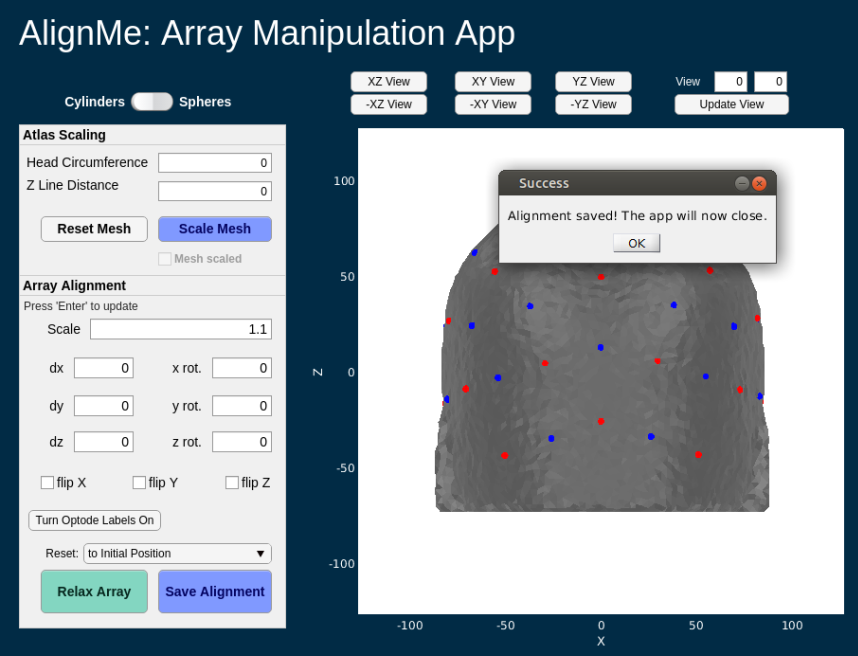 AlignMe: Array Manipulation App
XZ View XY View YZ View View 0 0
-XZ View -XY View -YZ View Update View
Cylinders Spheres
Atlas Scaling
Head Circumference 0
Z Line Distance 0
Reset Mesh Scale Mesh
Mesh scaled
Array Alignment
Press 'Enter' to update
Scale 1.1
dx 0 x rot. 0
dy 0 y rot. 0
dz 0 z rot. 0
flip X flip Y flip Z
Turn Optode Labels On
Reset: to Initial Position
Relax Array Save Alignment
Success
Alignment saved! The app will now close.
OK
100
50
Z 0
-50
-100
-100 -50 0 50 100
X